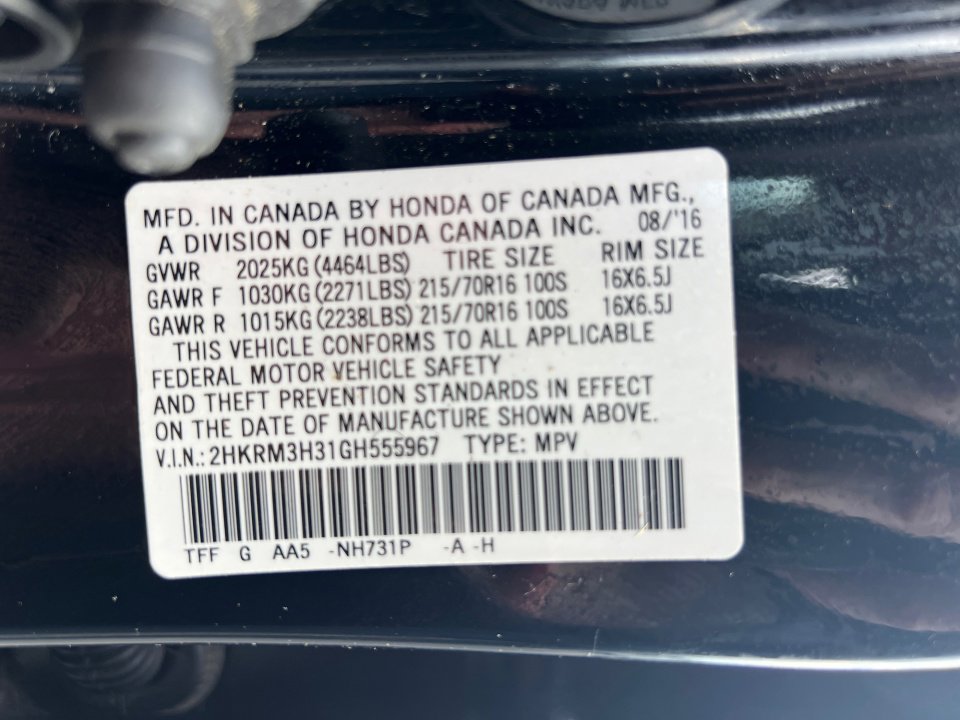 MFD. IN CANADA BY HONDA OF CANADA MFG.,
A DIVISION OF HONDA CANADA INC. 08/'16
GVWR 2025KG (4464LBS) TIRE SIZE RIM SIZE
GAWR F 1030KG (2271LBS) 215/70R16 100S 16X6.5J
GAWR R 1015KG (2238LBS) 215/70R16 100S 16X6.5J
THIS VEHICLE CONFORMS TO ALL APPLICABLE
FEDERAL MOTOR VEHICLE SAFETY
AND THEFT PREVENTION STANDARDS IN EFFECT
ON THE DATE OF MANUFACTURE SHOWN ABOVE.
V.I.N.: 2HKRM3H31GH555967 TYPE: MPV
TFF G AA5 -NH731P -A -H